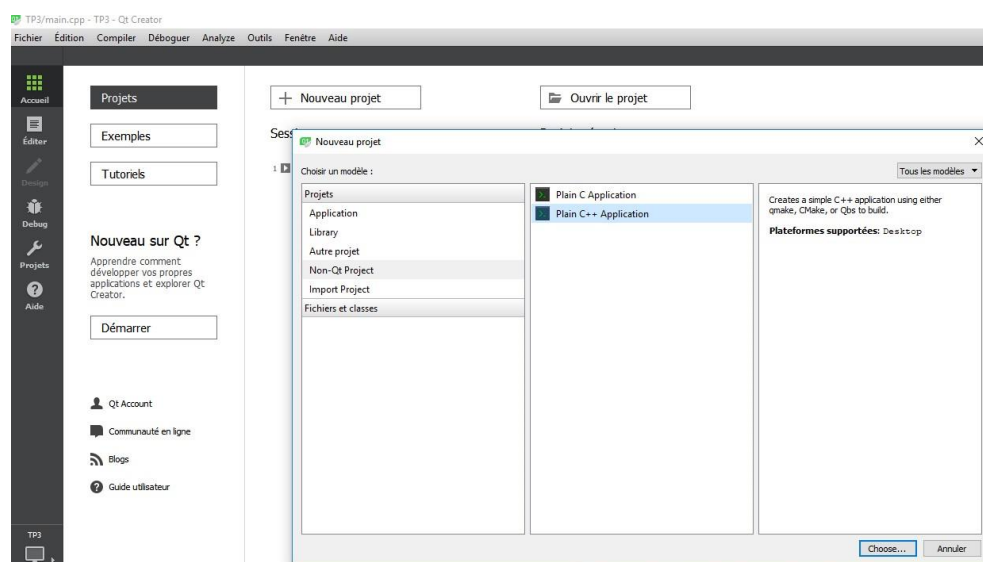 TP3/main.cpp - TP3 - Qt Creator
Fichier Édition Compiler Déboguer Analyze Outils Fenêtre Aide
Accueil
Éditer
Design
Debug
Projets
Aide
TP3
Projets
Exemples
Tutoriels
Nouveau sur Qt ?
Apprendre comment
développer vos propres
applications et explorer Qt
Creator.
Démarrer
Qt Account
Communauté en ligne
Blogs
Guide utilisateur
Nouveau projet
Ouvrir le projet
1
Nouveau projet
Choisir un modèle :
Tous les modèles
Projets
Application
Library
Autre projet
Non-Qt Project
Import Project
Fichiers et classes
Plain C Application
Plain C++ Application
Creates a simple C++ application using either
qmake, CMake, or Qbs to build.
Plateformes supportées: Desktop
Choose...
Annuler